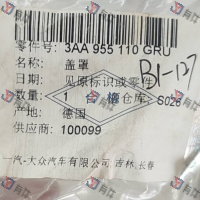 零件号: 3AA 955 110 GRU
名称: 盖罩
日期: 见原标识或零件
数量: 1 合格 仓库: S026
产地: 德国
供应商: 100099
一汽-大众汽车有限公司 吉林.长春
B1-127